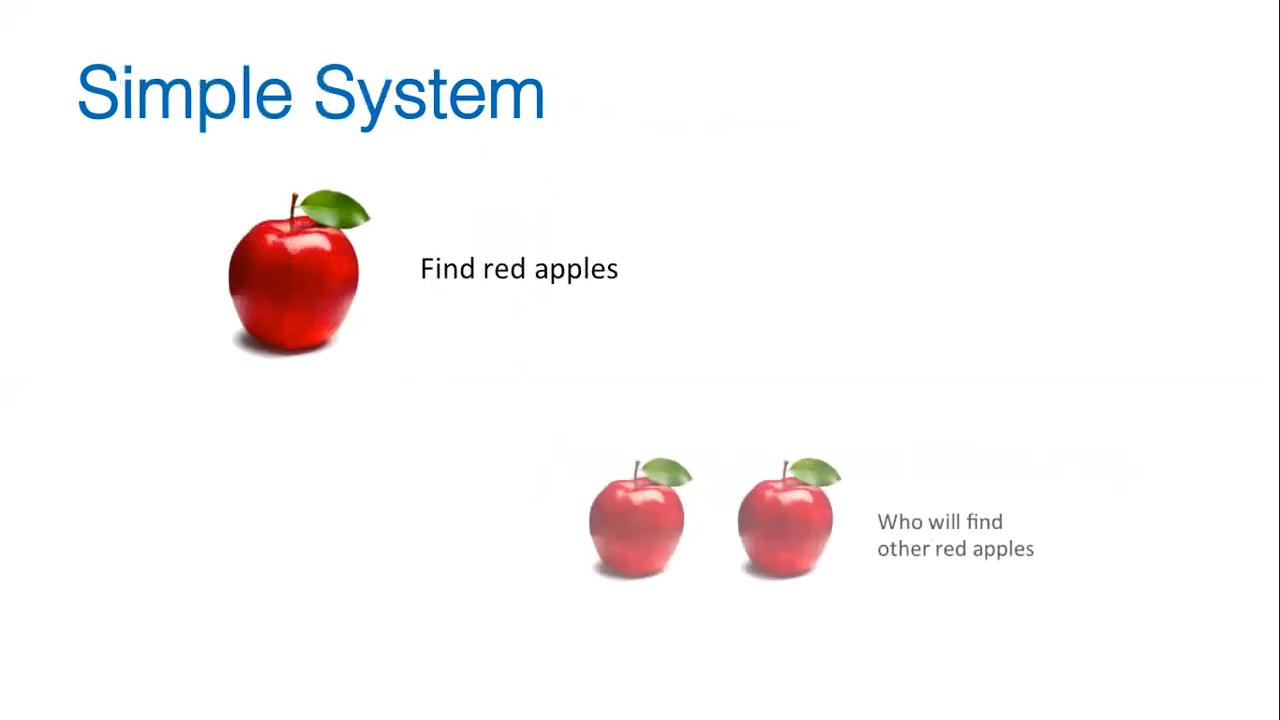 Simple System
Find red apples
Who will find
other red apples